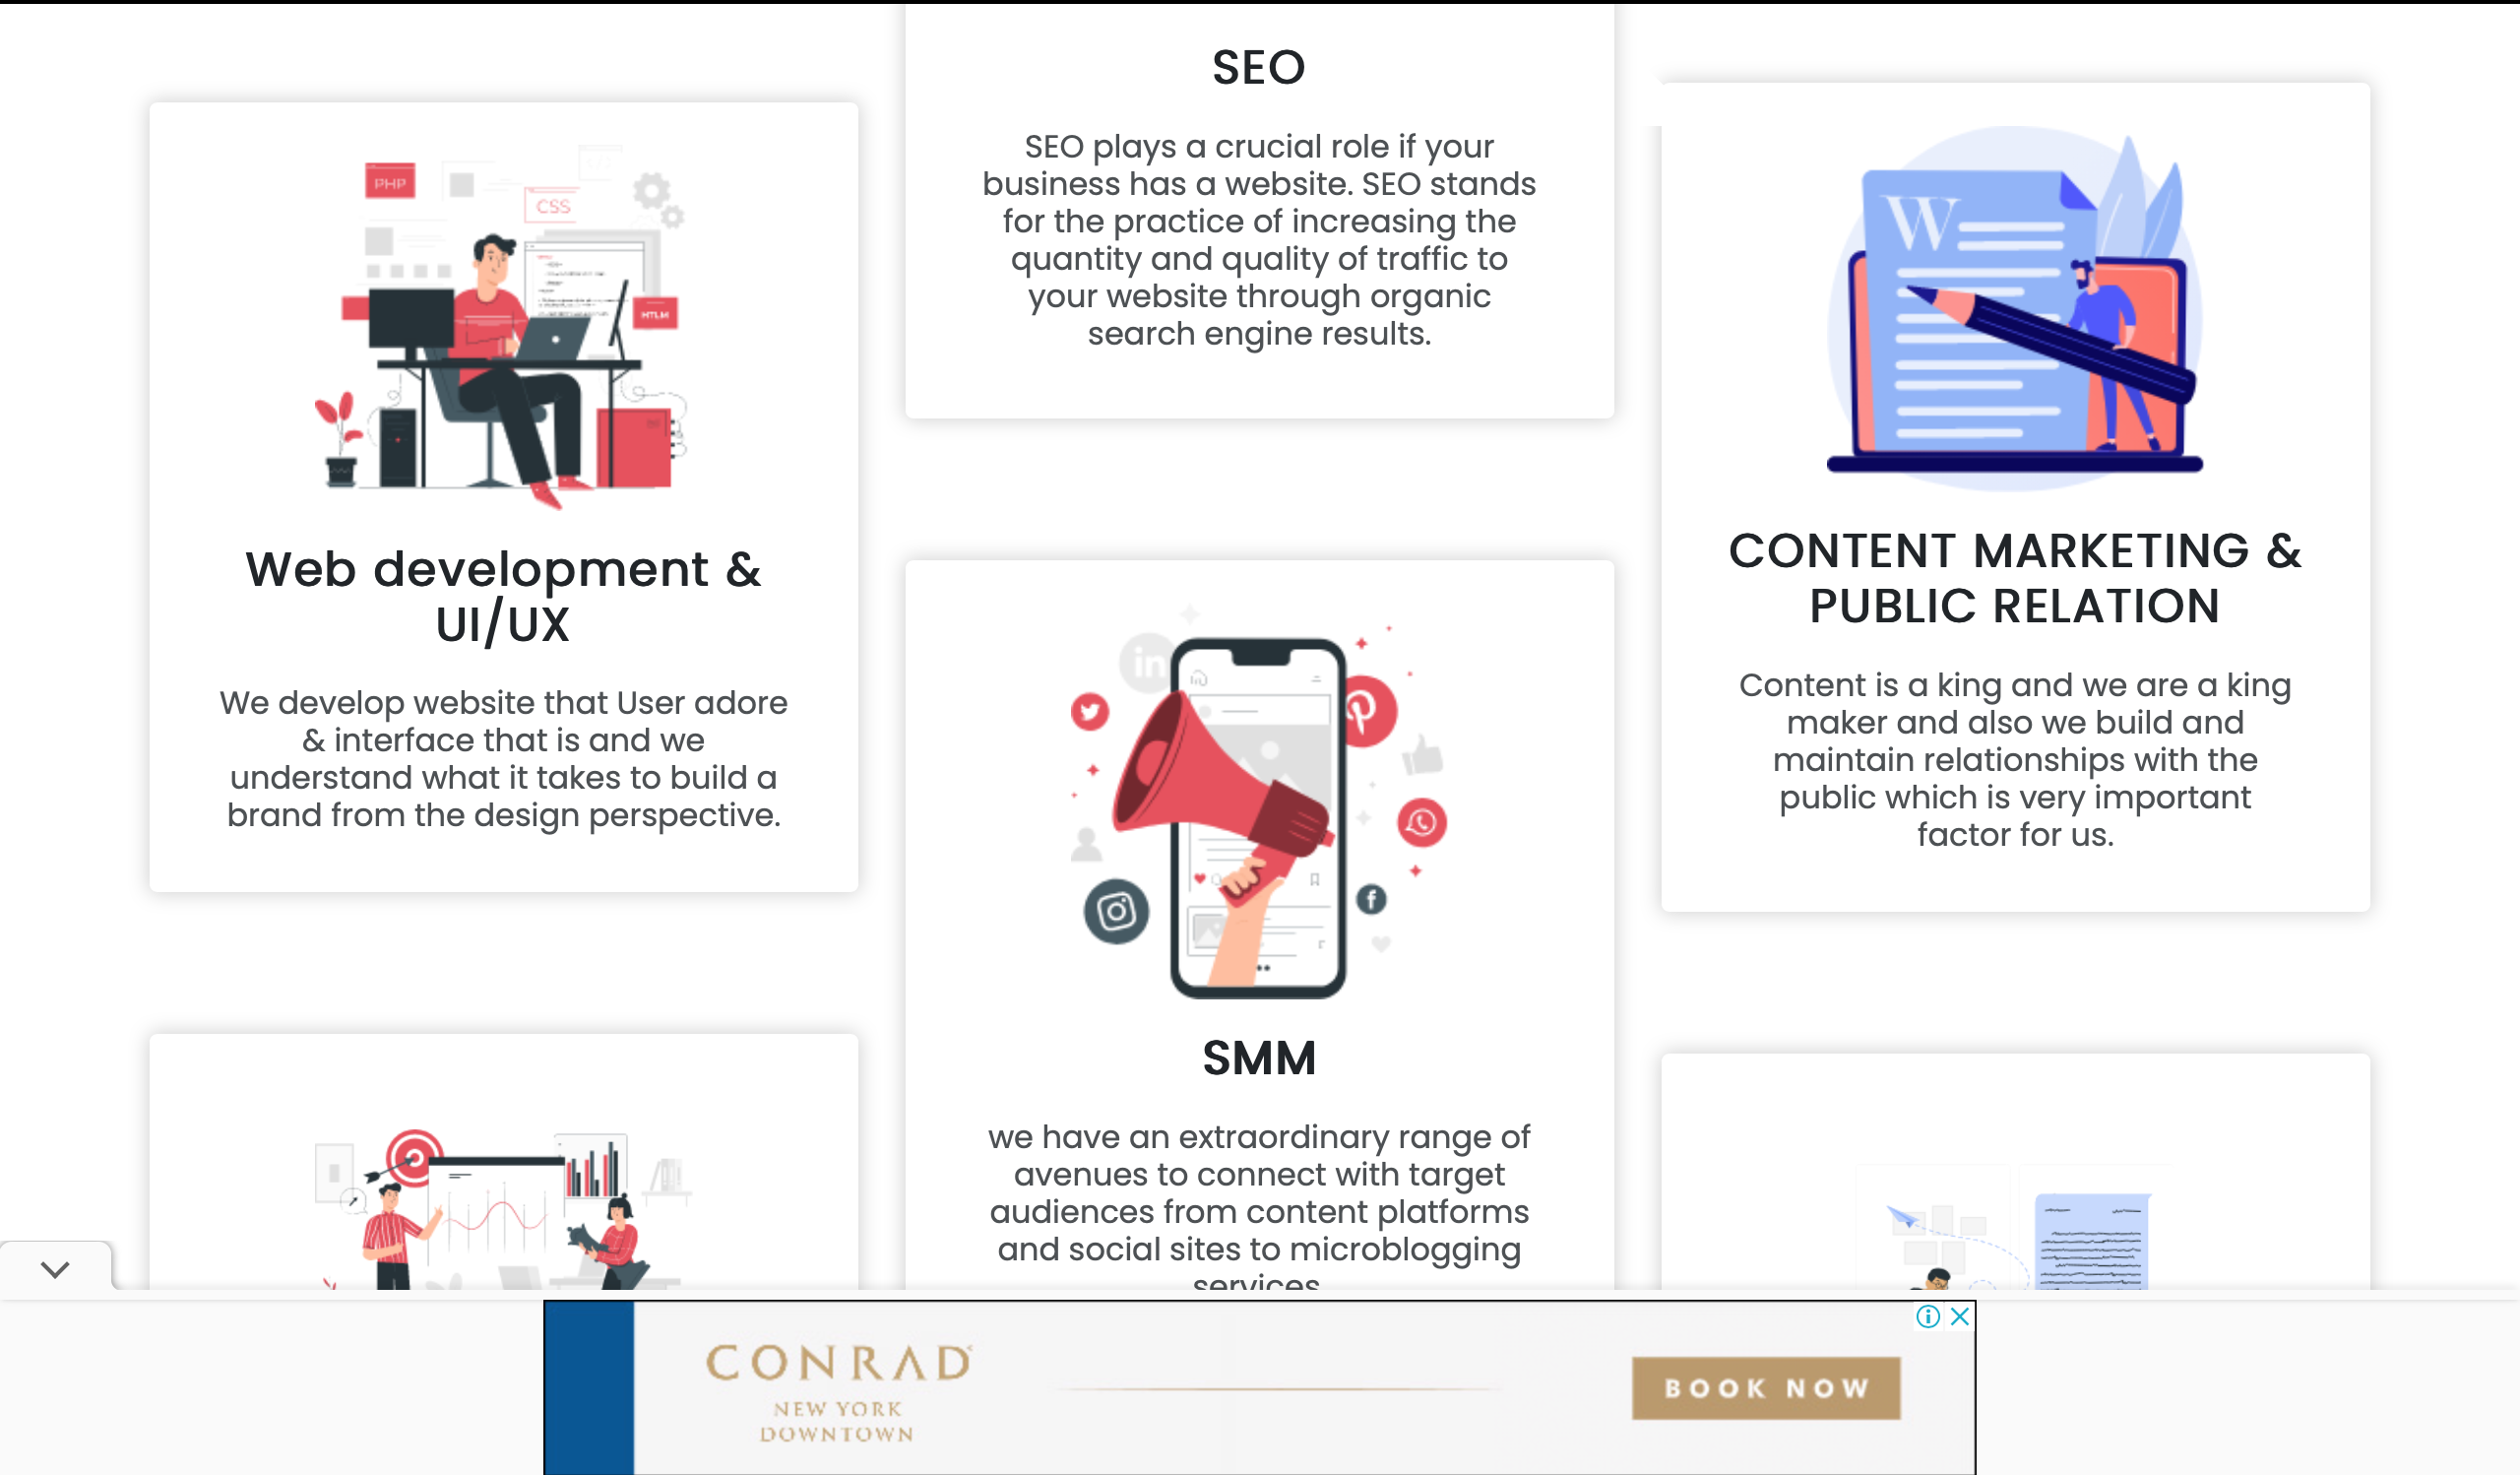 PHP
CSS
HTLM
Web development &
UI/UX
We develop website that User adore
& interface that is and we
understand what it takes to build a
brand from the design perspective.
SEO
SEO plays a crucial role if your
business has a website. SEO stands
for the practice of increasing the
quantity and quality of traffic to
your website through organic
search engine results.
in
f
SMM
we have an extraordinary range of
avenues to connect with target
audiences from content platforms
and social sites to microblogging
services
W
CONTENT MARKETING &
PUBLIC RELATION
Content is a king and we are a king
maker and also we build and
maintain relationships with the
public which is very important
factor for us.
CONRAD
NEW YORK
DOWNTOWN
BOOK NOW